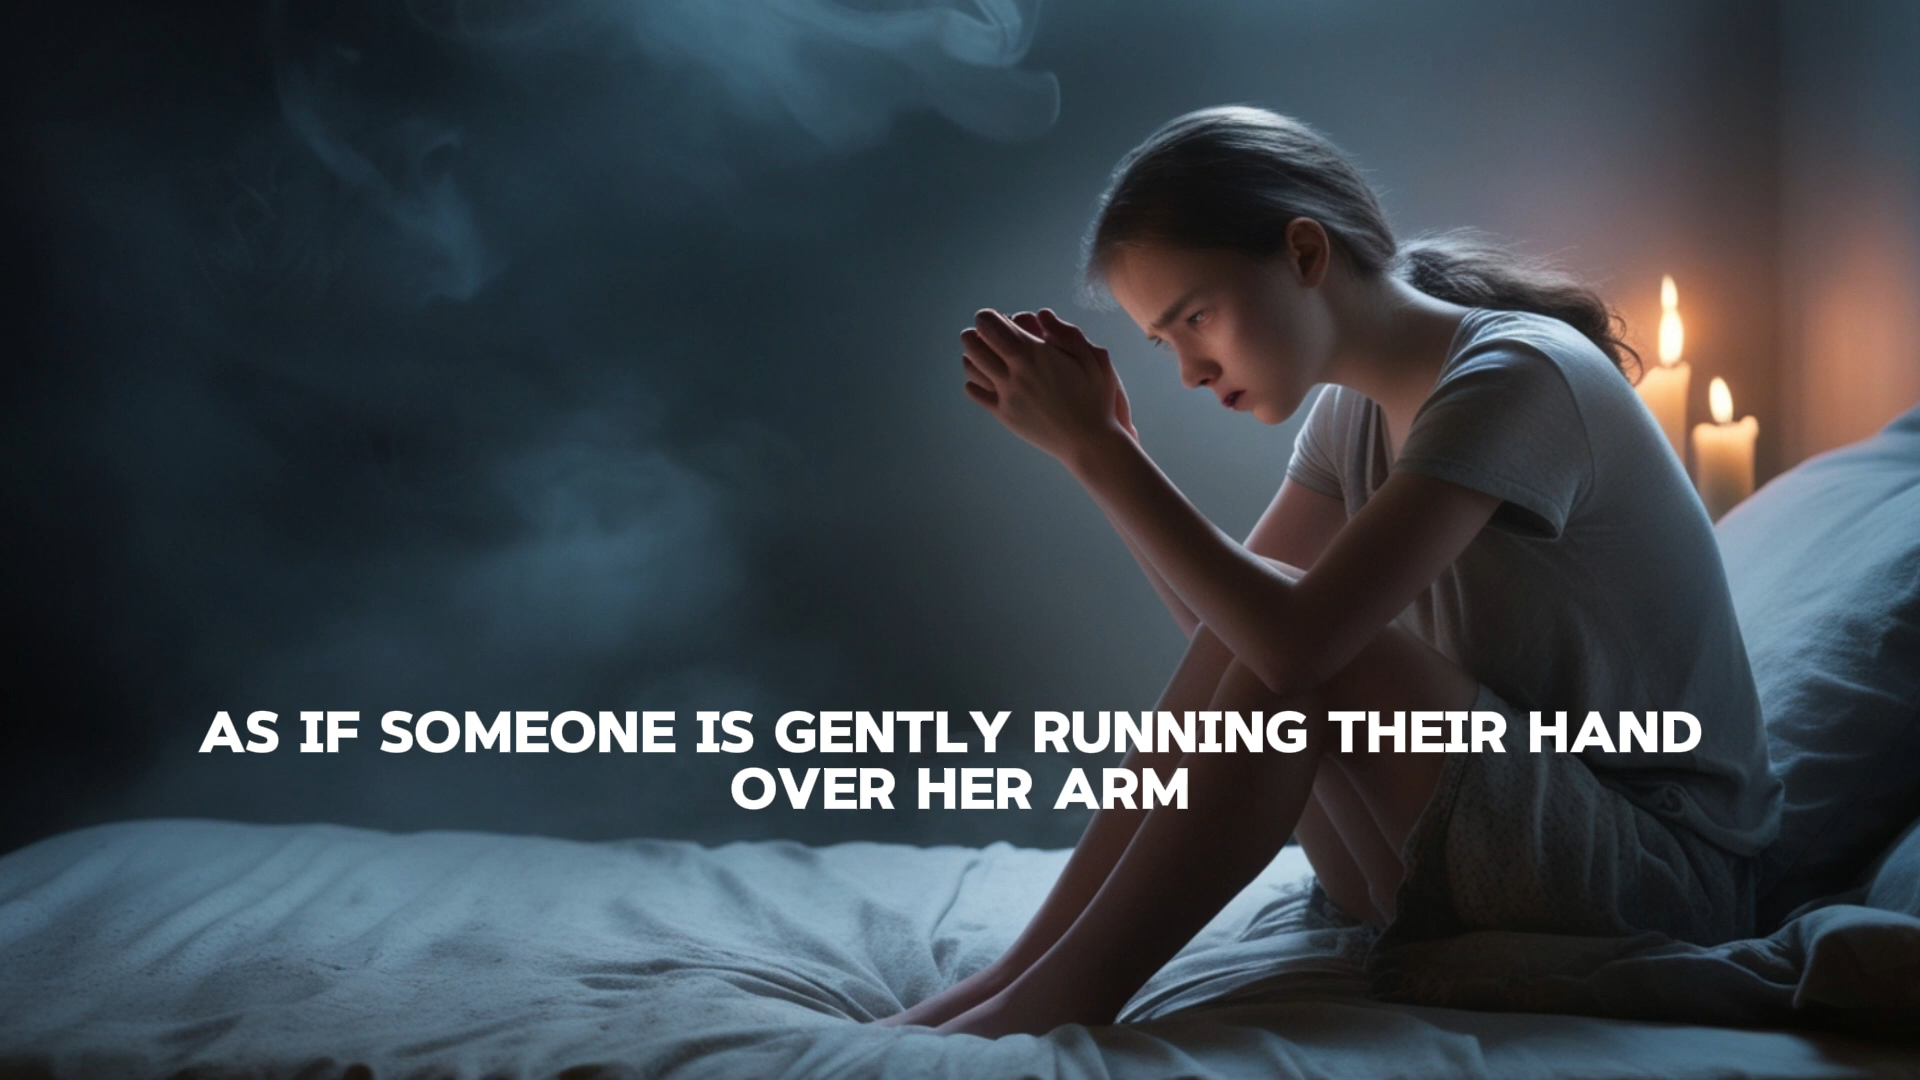 AS IF SOMEONE IS GENTLY RUNNING THEIR HAND
OVER HER ARM